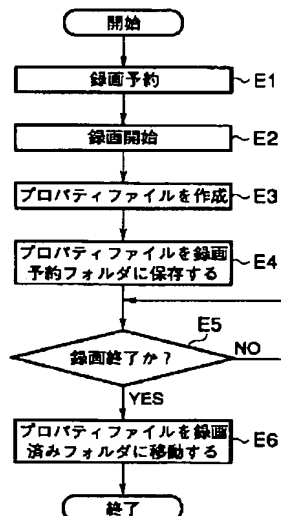 開始
録画予約
E1
録画開始
E2
プロパティファイルを作成
E3
プロパティファイルを録画
予約フォルダに保存する
E4
E5
録画終了か?
NO
YES
プロパティファイルを録画
済みフォルダに移動する
E6
終了